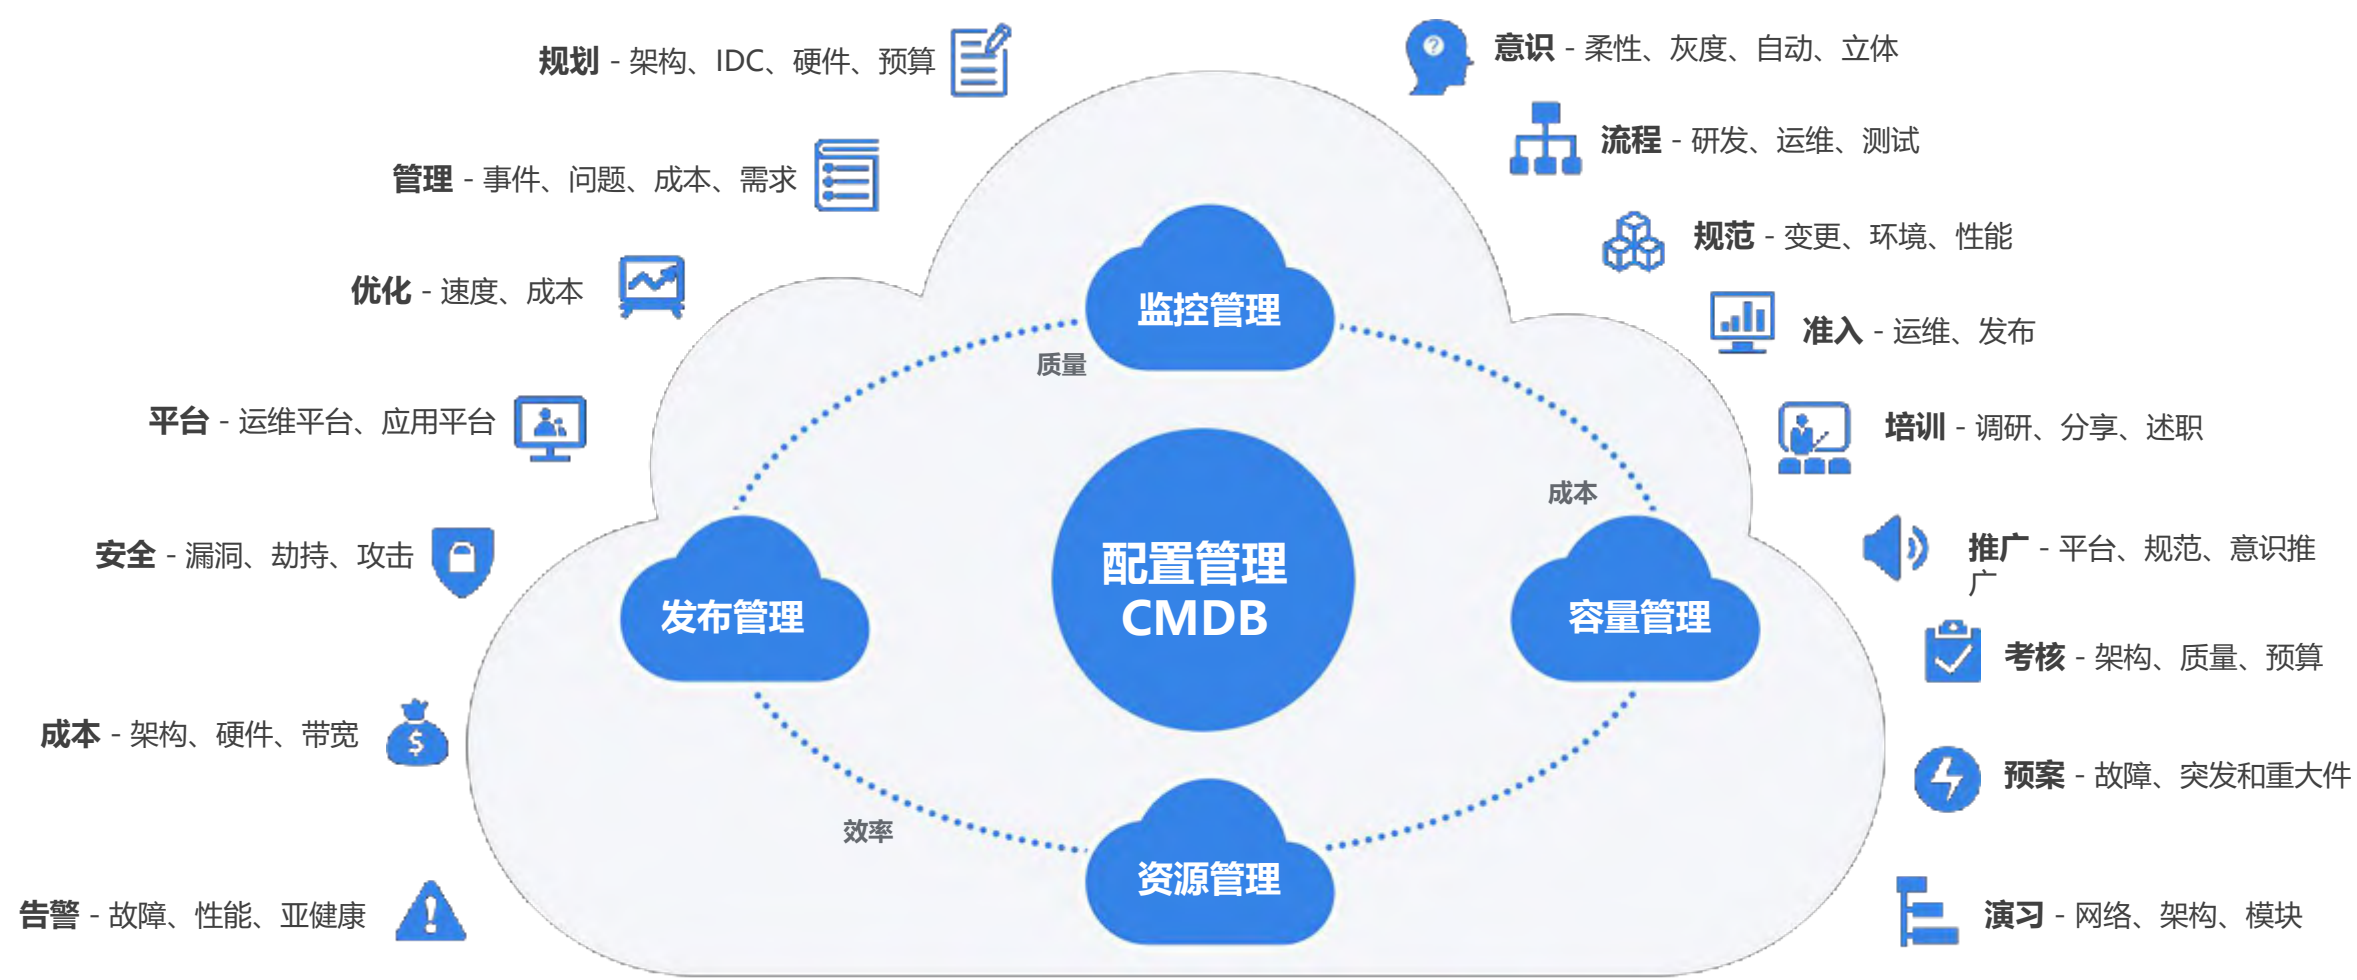 规划 - 架构、IDC、硬件、预算
管理 - 事件、问题、成本、需求
优化 - 速度、成本
平台 - 运维平台、应用平台
安全 - 漏洞、劫持、攻击
成本 - 架构、硬件、带宽
告警 - 故障、性能、亚健康
监控管理
质量
成本
配置管理
CMDB
发布管理
容量管理
效率
资源管理
意识 - 柔性、灰度、自动、立体
流程 - 研发、运维、测试
规范 - 变更、环境、性能
准入 - 运维、发布
培训 - 调研、分享、述职
推广 - 平台、规范、意识推
广
考核 - 架构、质量、预算
预案 - 故障、突发和重大件
演习 - 网络、架构、模块